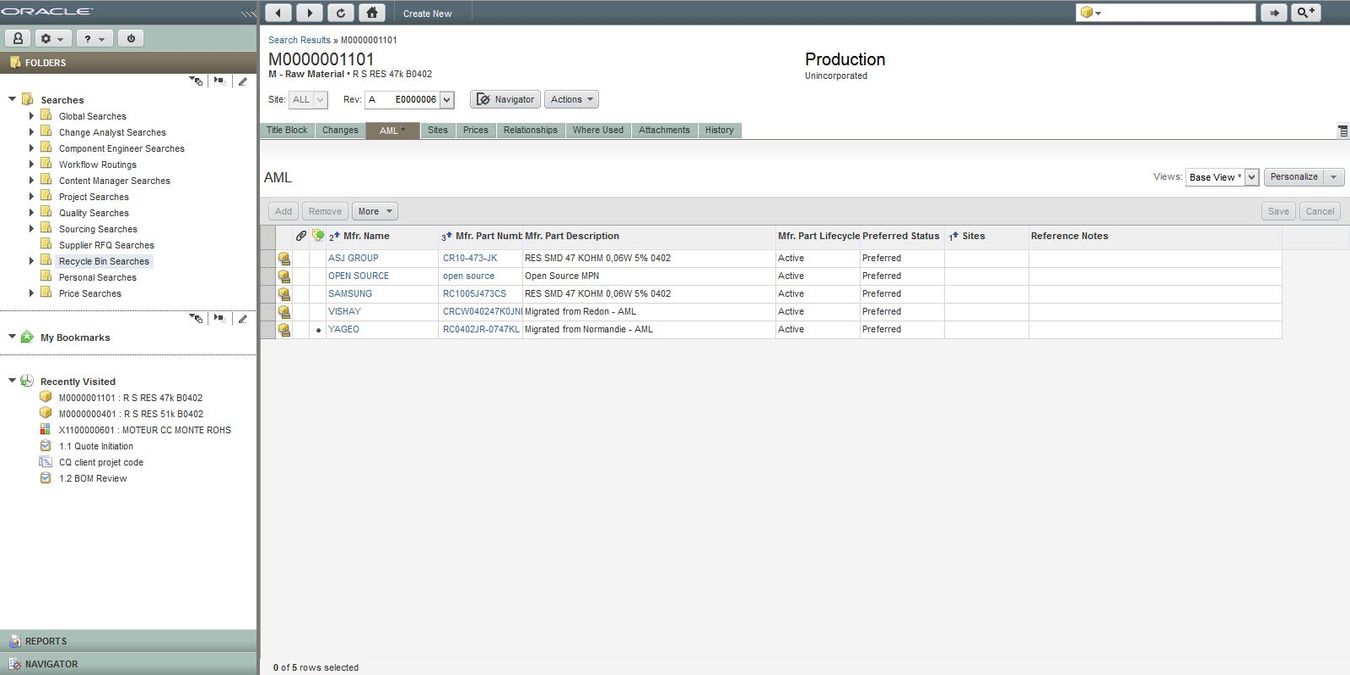 ORACLE
Create New
?
FOLDERS
Searches
Global Searches
Change Analyst Searches
Component Engineer Searches
Workflow Routings
Content Manager Searches
Project Searches
Quality Searches
Sourcing Searches
Supplier RFQ Searches
Recycle Bin Searches
Personal Searches
Price Searches
My Bookmarks
Recently Visited
M0000001101 : R S RES 47k B0402
M0000000401 : R S RES 51k B0402
X1100000601 : MOTEUR CC MONTE ROHS
1.1 Quote Initiation
CQ client projet code
1.2 BOM Review
REPORTS
NAVIGATOR
Search Results » M0000001101
M0000001101
M - Raw Material • R S RES 47k B0402
Production
Unincorporated
Site: ALL Rev: A E0000006 Navigator Actions
Title Block Changes AML * Sites Prices Relationships Where Used Attachments History
AML
Views: Base View * Personalize
Add Remove More Save Cancel
2 Mfr. Name 3 Mfr. Part Numb Mfr. Part Description Mfr. Part Lifecycle Preferred Status 1 Sites Reference Notes
ASJ GROUP CR10-473-JK RES SMD 47 KOHM 0,06W 5% 0402 Active Preferred
OPEN SOURCE open source Open Source MPN Active Preferred
SAMSUNG RC1005J473CS RES SMD 47 KOHM 0,06W 5% 0402 Active Preferred
VISHAY Migrated from Redon - AML Active Preferred
YAGEO RC0402JR-0747KL Migrated from Normandie - AML Active Preferred
0 of 5 rows selected